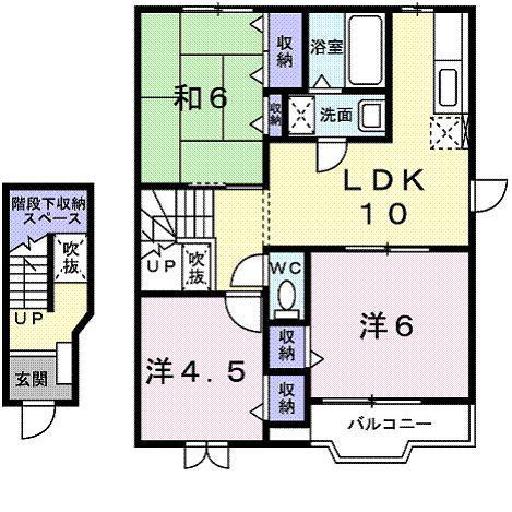 収納
浴室
和6
収納
洗面
LDK
10
階段下収納
スペース
吹抜
UP
玄関
UP
吹抜
WC
洋6
洋4.5
収納
収納
バルコニー